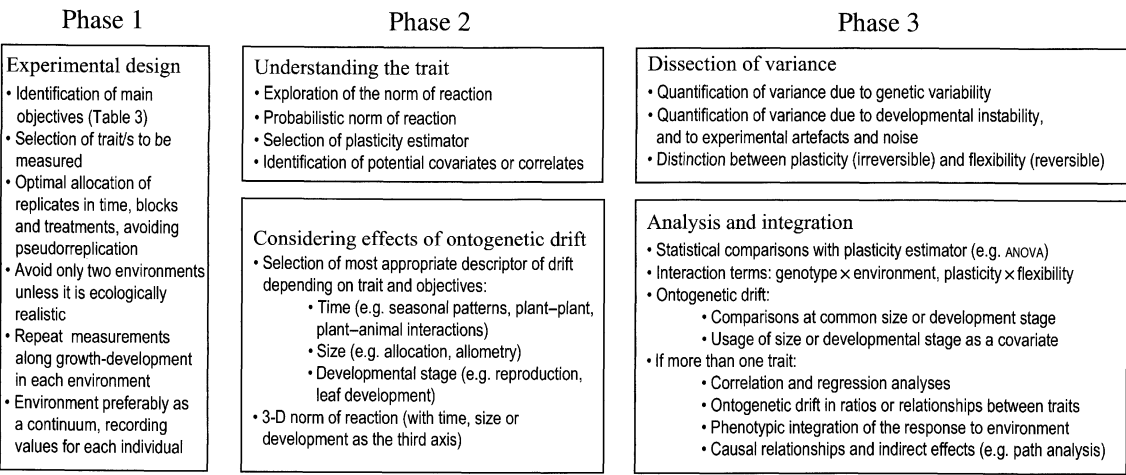 Phase 1
Experimental design
• Identification of main
objectives (Table 3)
• Selection of trait/s to be
measured
• Optimal allocation of
replicates in time, blocks
and treatments, avoiding
pseudorreplication
• Avoid only two environments
unless it is ecologically
realistic
• Repeat measurements
along growth-development
in each environment
• Environment preferably as
a continuum, recording
values for each individual
Phase 2
Understanding the trait
• Exploration of the norm of reaction
• Probabilistic norm of reaction
• Selection of plasticity estimator
• Identification of potential covariates or correlates
Considering effects of ontogenetic drift
• Selection of most appropriate descriptor of drift
depending on trait and objectives:
• Time (e.g. seasonal patterns, plant–plant,
plant–animal interactions)
• Size (e.g. allocation, allometry)
• Developmental stage (e.g. reproduction,
leaf development)
• 3-D norm of reaction (with time, size or
development as the third axis)
Phase 3
Dissection of variance
• Quantification of variance due to genetic variability
• Quantification of variance due to developmental instability,
and to experimental artefacts and noise
• Distinction between plasticity (irreversible) and flexibility (reversible)
Analysis and integration
• Statistical comparisons with plasticity estimator (e.g. ANOVA)
• Interaction terms: genotype × environment, plasticity × flexibility
• Ontogenetic drift:
• Comparisons at common size or development stage
• Usage of size or developmental stage as a covariate
• If more than one trait:
• Correlation and regression analyses
• Ontogenetic drift in ratios or relationships between traits
• Phenotypic integration of the response to environment
• Causal relationships and indirect effects (e.g. path analysis)